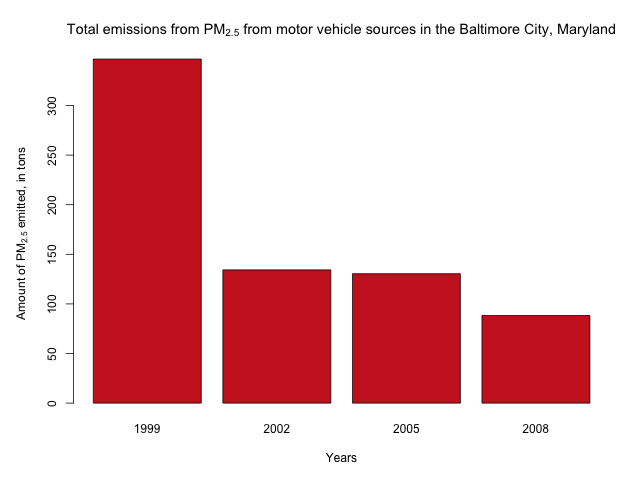 Total emissions from PM2.5 from motor vehicle sources in the Baltimore City, Maryland
Amount of PM2.5 emitted, in tons
300
250
200
150
100
50
0
1999 2002 2005 2008
Years